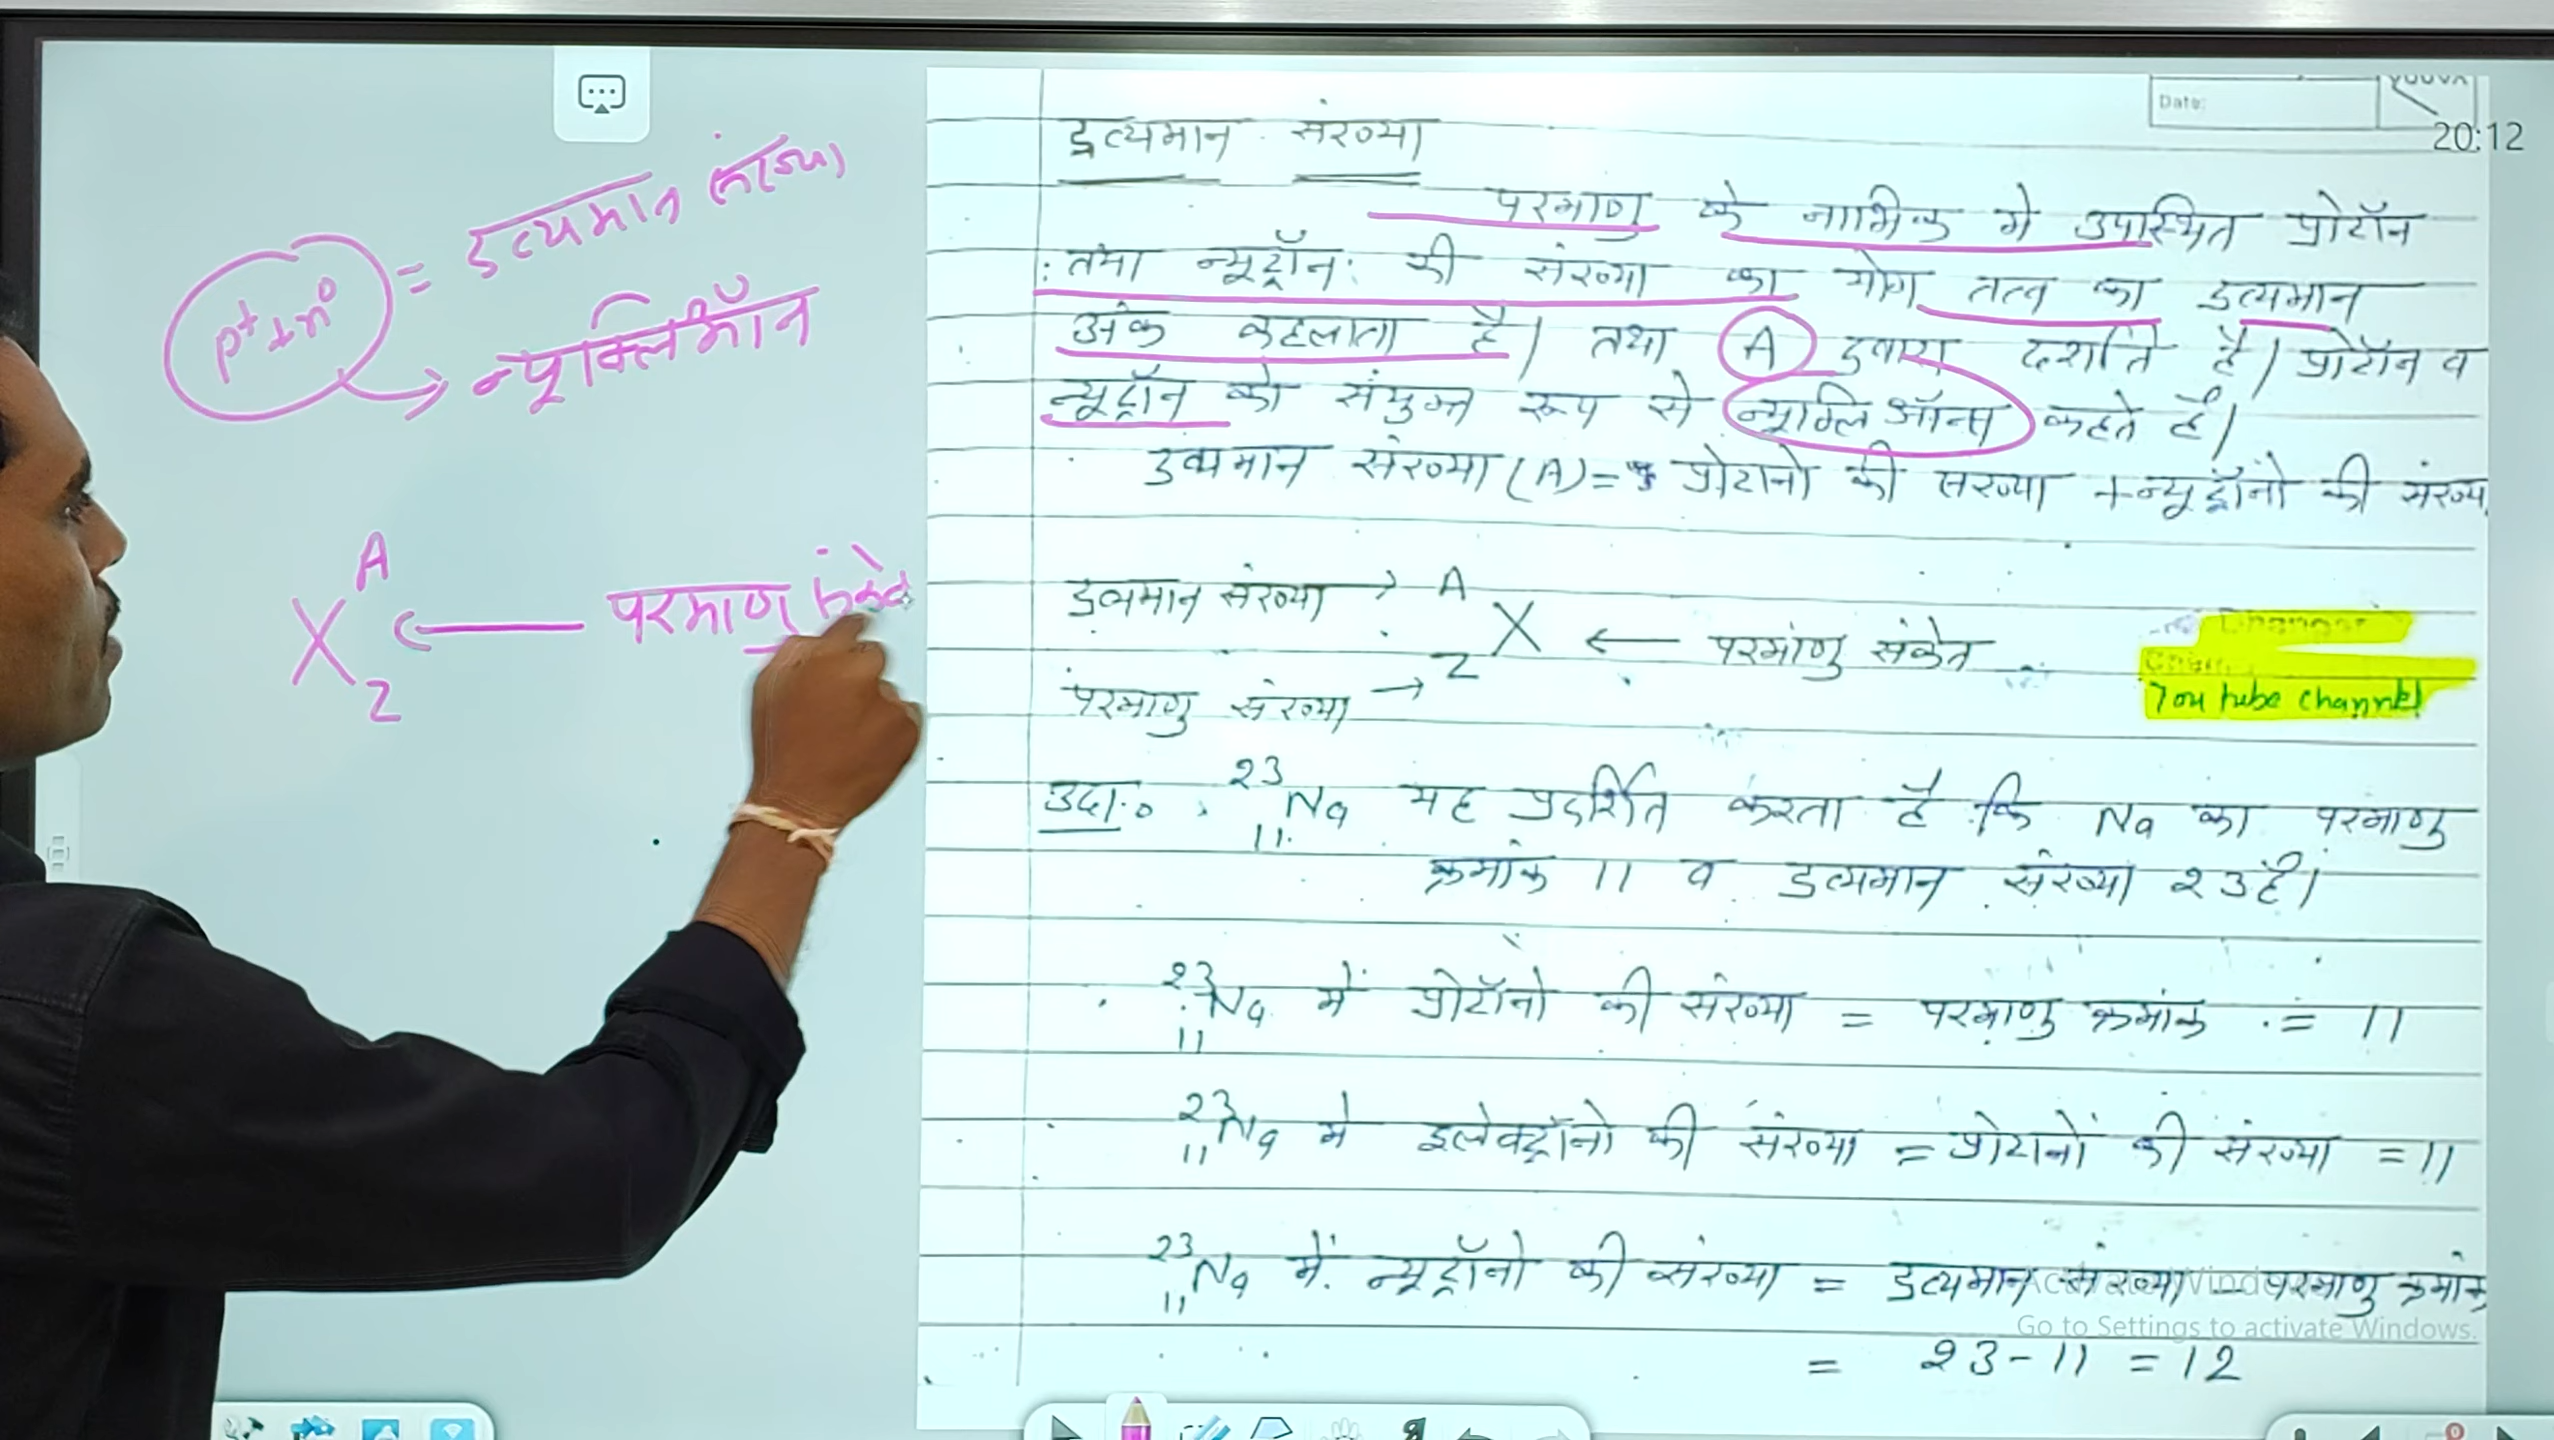 द्रव्यमान संख्या
p⁺ + n⁰ =
न्यूक्लिऑन
X A Z ← परमाणु संकेत
Date:
20:12
द्रव्यमान संख्या
परमाणु के नाभिक मे उपस्थित प्रोटॉन
तथा न्यूट्रॉन की संख्या का योग तत्व का द्रव्यमान
अंक कहलाता है। तथा A द्वारा दर्शाते है। प्रोटॉन व
न्यूट्रॉन को संयुक्त रूप से न्यूक्लिऑन्स कहते है।
द्रव्यमान संख्या (A) = प्रोटानो की संख्या + न्यूट्रॉनो की संख्य
द्रव्यमान संख्या → A
X ← परमाणु संकेत
Z
परमाणु संख्या →
You tube channel
उदा.० ²³₁₁Na यह प्रदर्शित करता है कि Na का परमाणु
क्रमांक 11 व द्रव्यमान संख्या 23 है।
²³₁₁Na में प्रोटॉनो की संख्या = परमाणु क्रमांक = 11
²³₁₁Na मे इलेक्ट्रॉनो की संख्या = प्रोटानों की संख्या = 11
²³₁₁Na में न्यूट्रॉनो की संख्या = द्रव्यमान संख्या – परमाणु क्रमांक
Go to Settings to activate Windows.
= 23 - 11 = 12